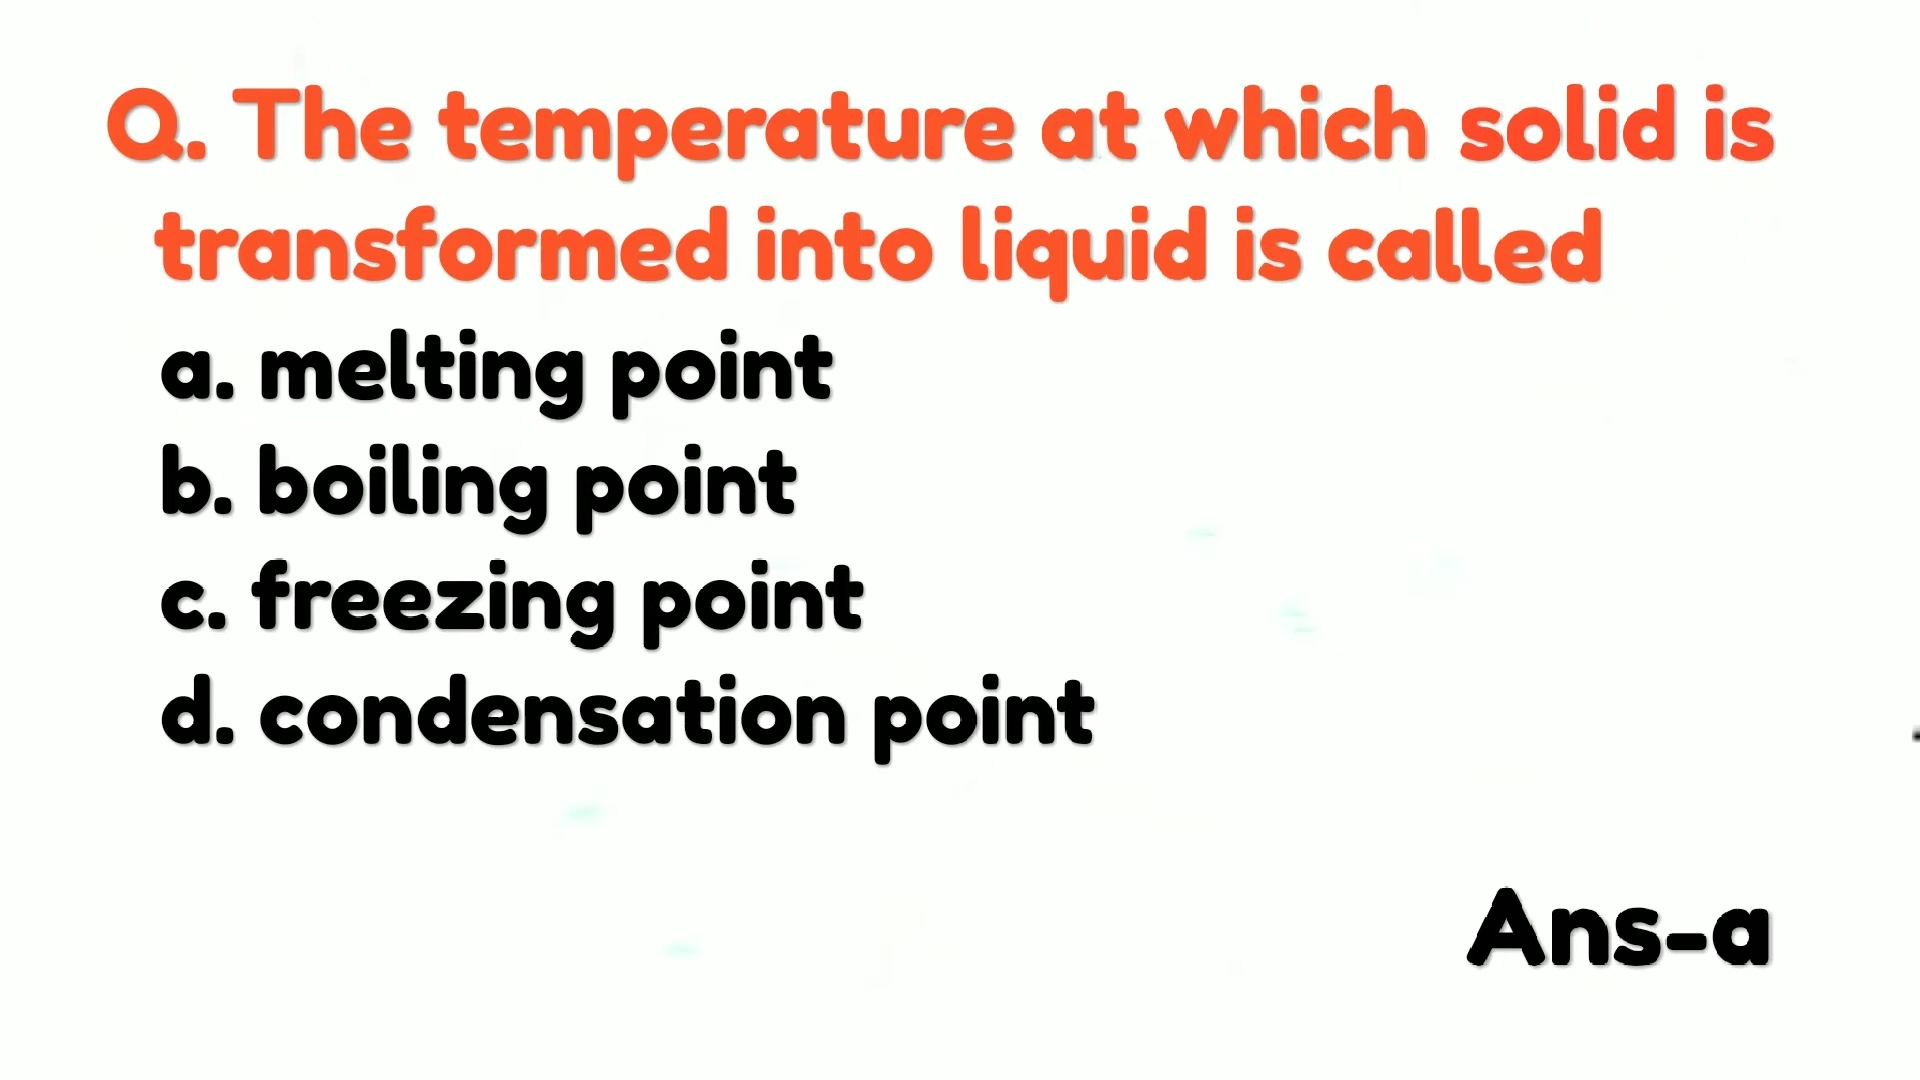 Q. The temperature at which solid is
transformed into liquid is called
a. melting point
b. boiling point
c. freezing point
d. condensation point
Ans-a